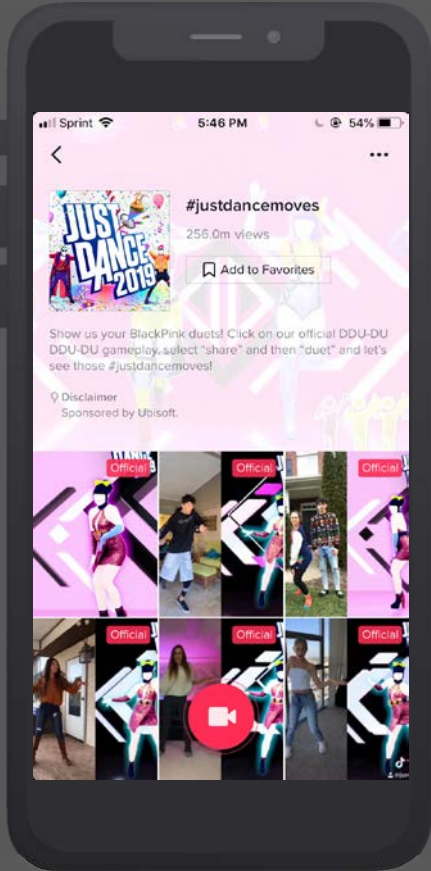 Sprint 5:46 PM 54%
#justdancemoves
256.0m views
JUST
DANCE
2019
Add to Favorites
Show us your BlackPink duets! Click on our official DDU-DU
DDU-DU gameplay, select “share” and then “duet” and let’s
see those #justdancemoves!
Disclaimer
Sponsored by Ubisoft.
Official Official Official
Official Official Official